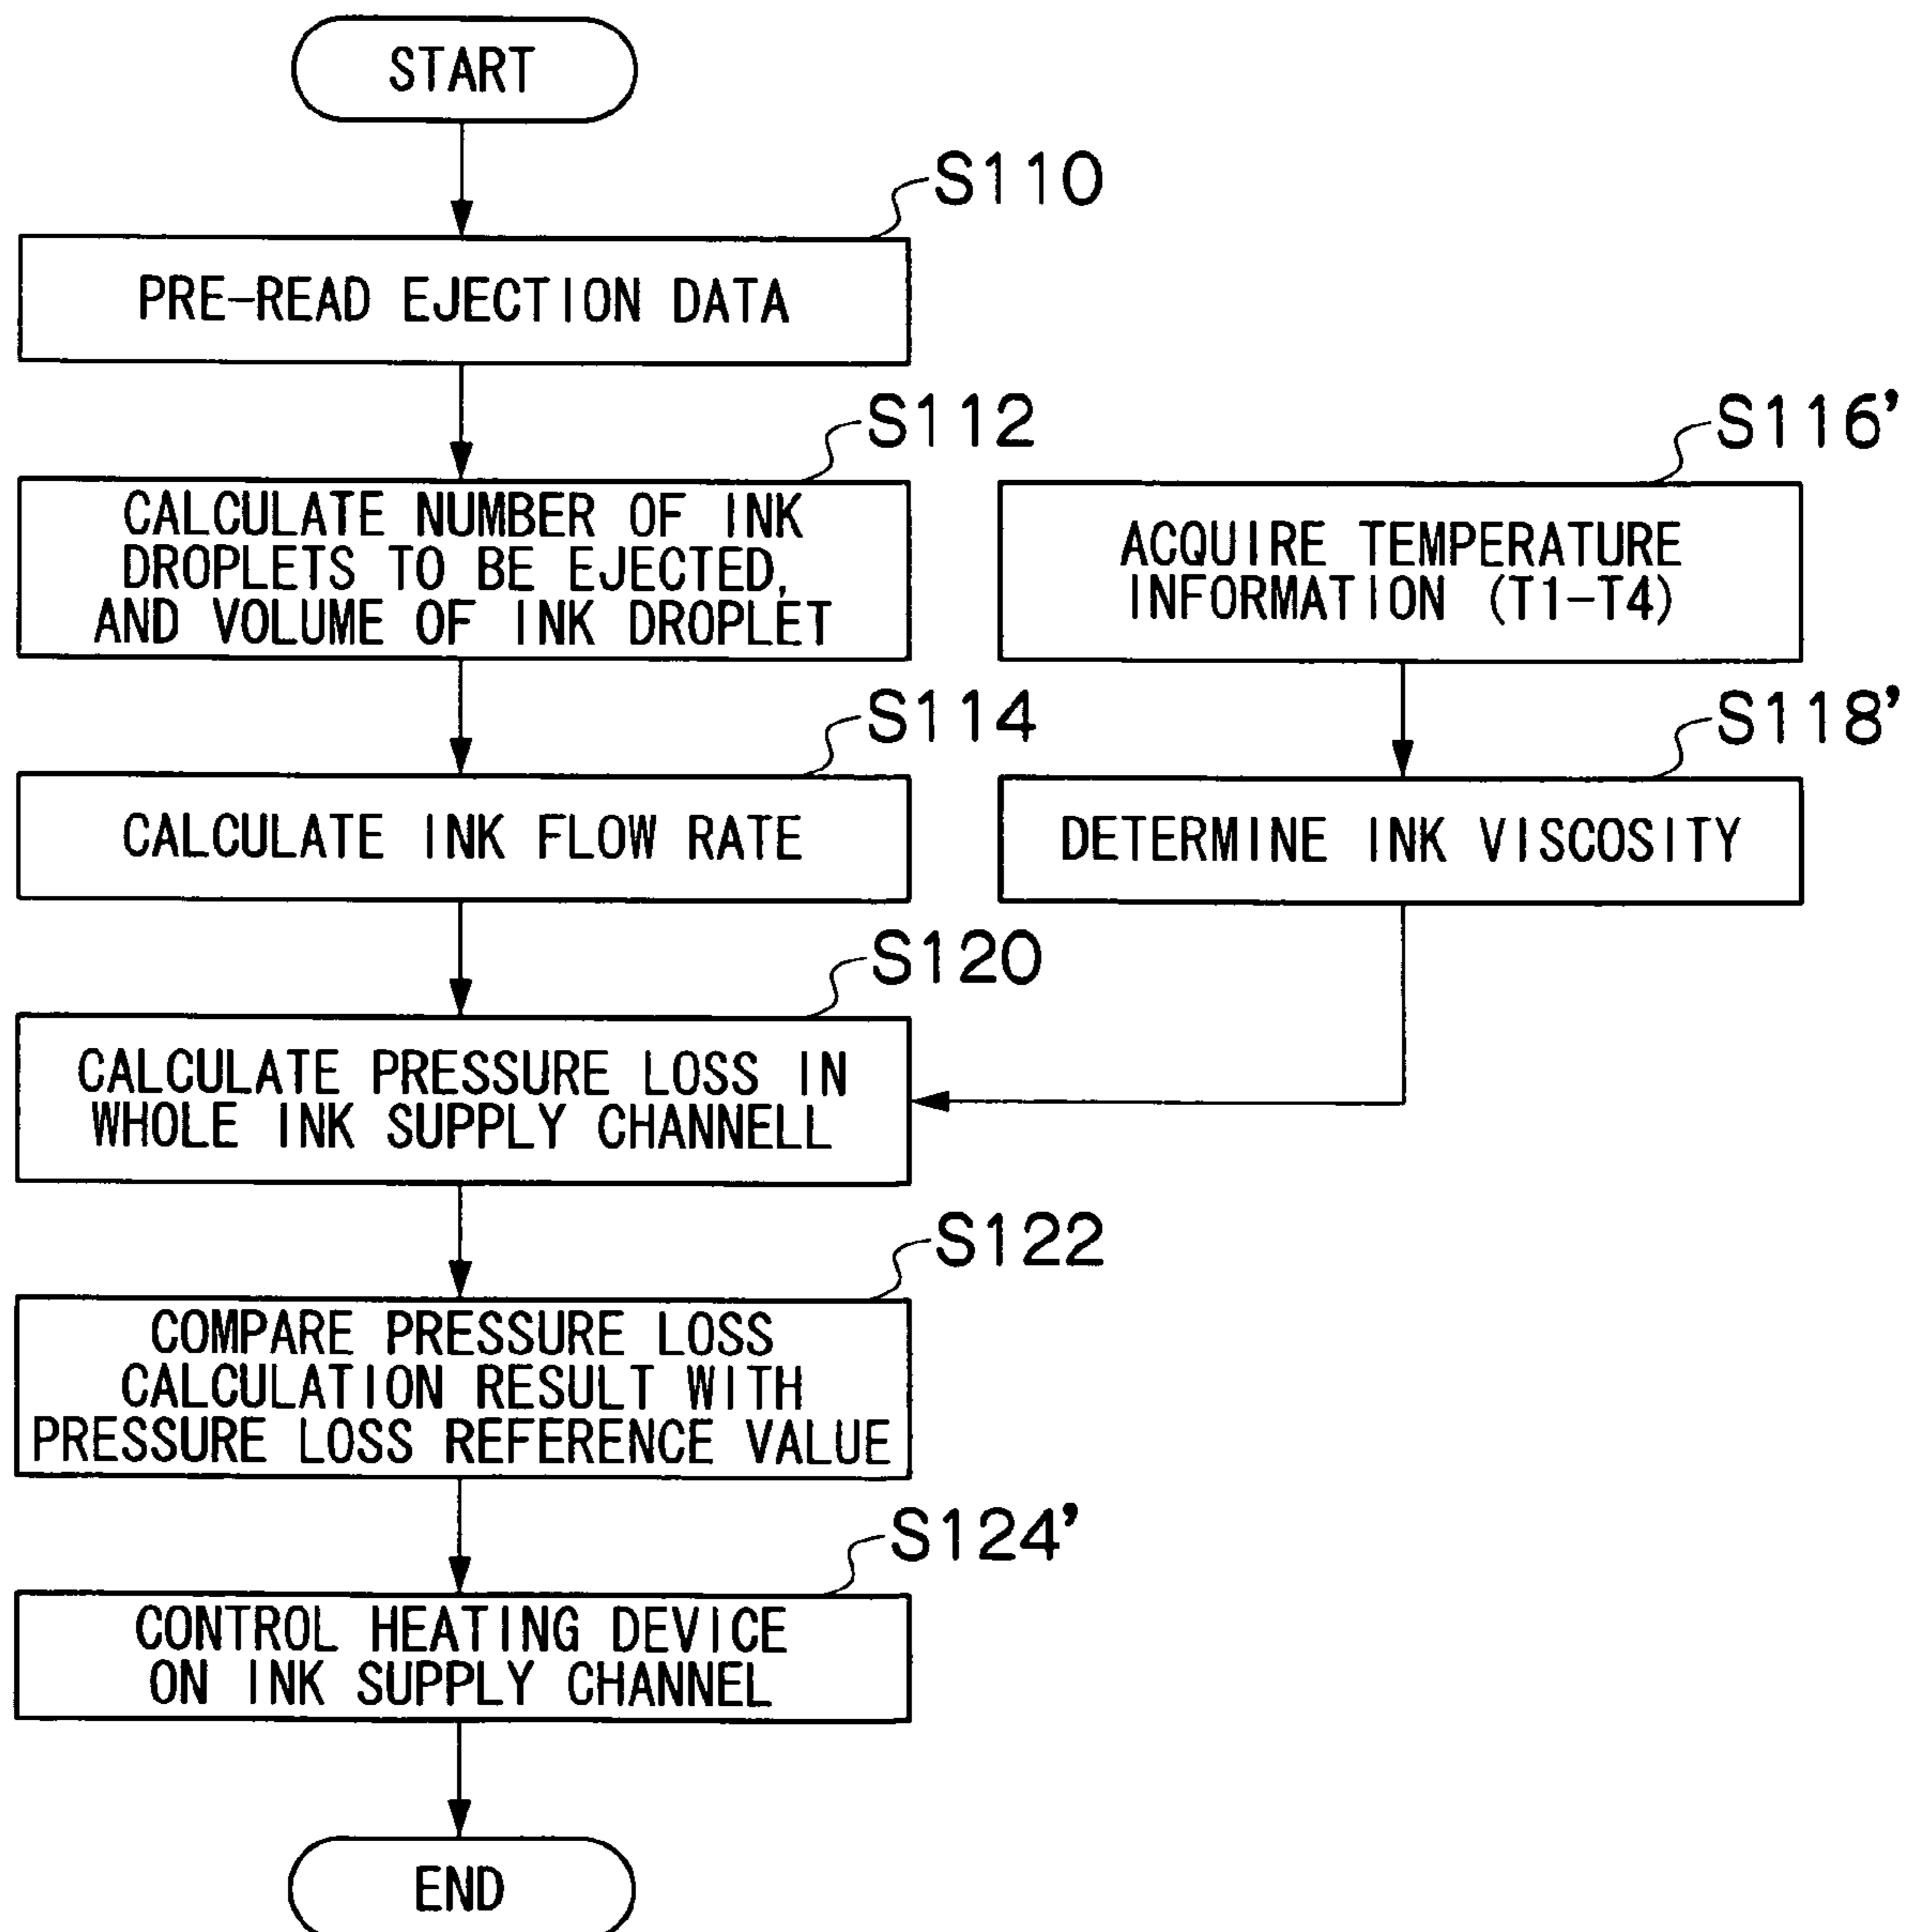 START
S110
PRE-READ EJECTION DATA
S112
CALCULATE NUMBER OF INK
DROPLETS TO BE EJECTED,
AND VOLUME OF INK DROPLET
S116'
ACQUIRE TEMPERATURE
INFORMATION (T1-T4)
S114
CALCULATE INK FLOW RATE
S118'
DETERMINE INK VISCOSITY
S120
CALCULATE PRESSURE LOSS IN
WHOLE INK SUPPLY CHANNELL
S122
COMPARE PRESSURE LOSS
CALCULATION RESULT WITH
PRESSURE LOSS REFERENCE VALUE
S124'
CONTROL HEATING DEVICE
ON INK SUPPLY CHANNEL
END